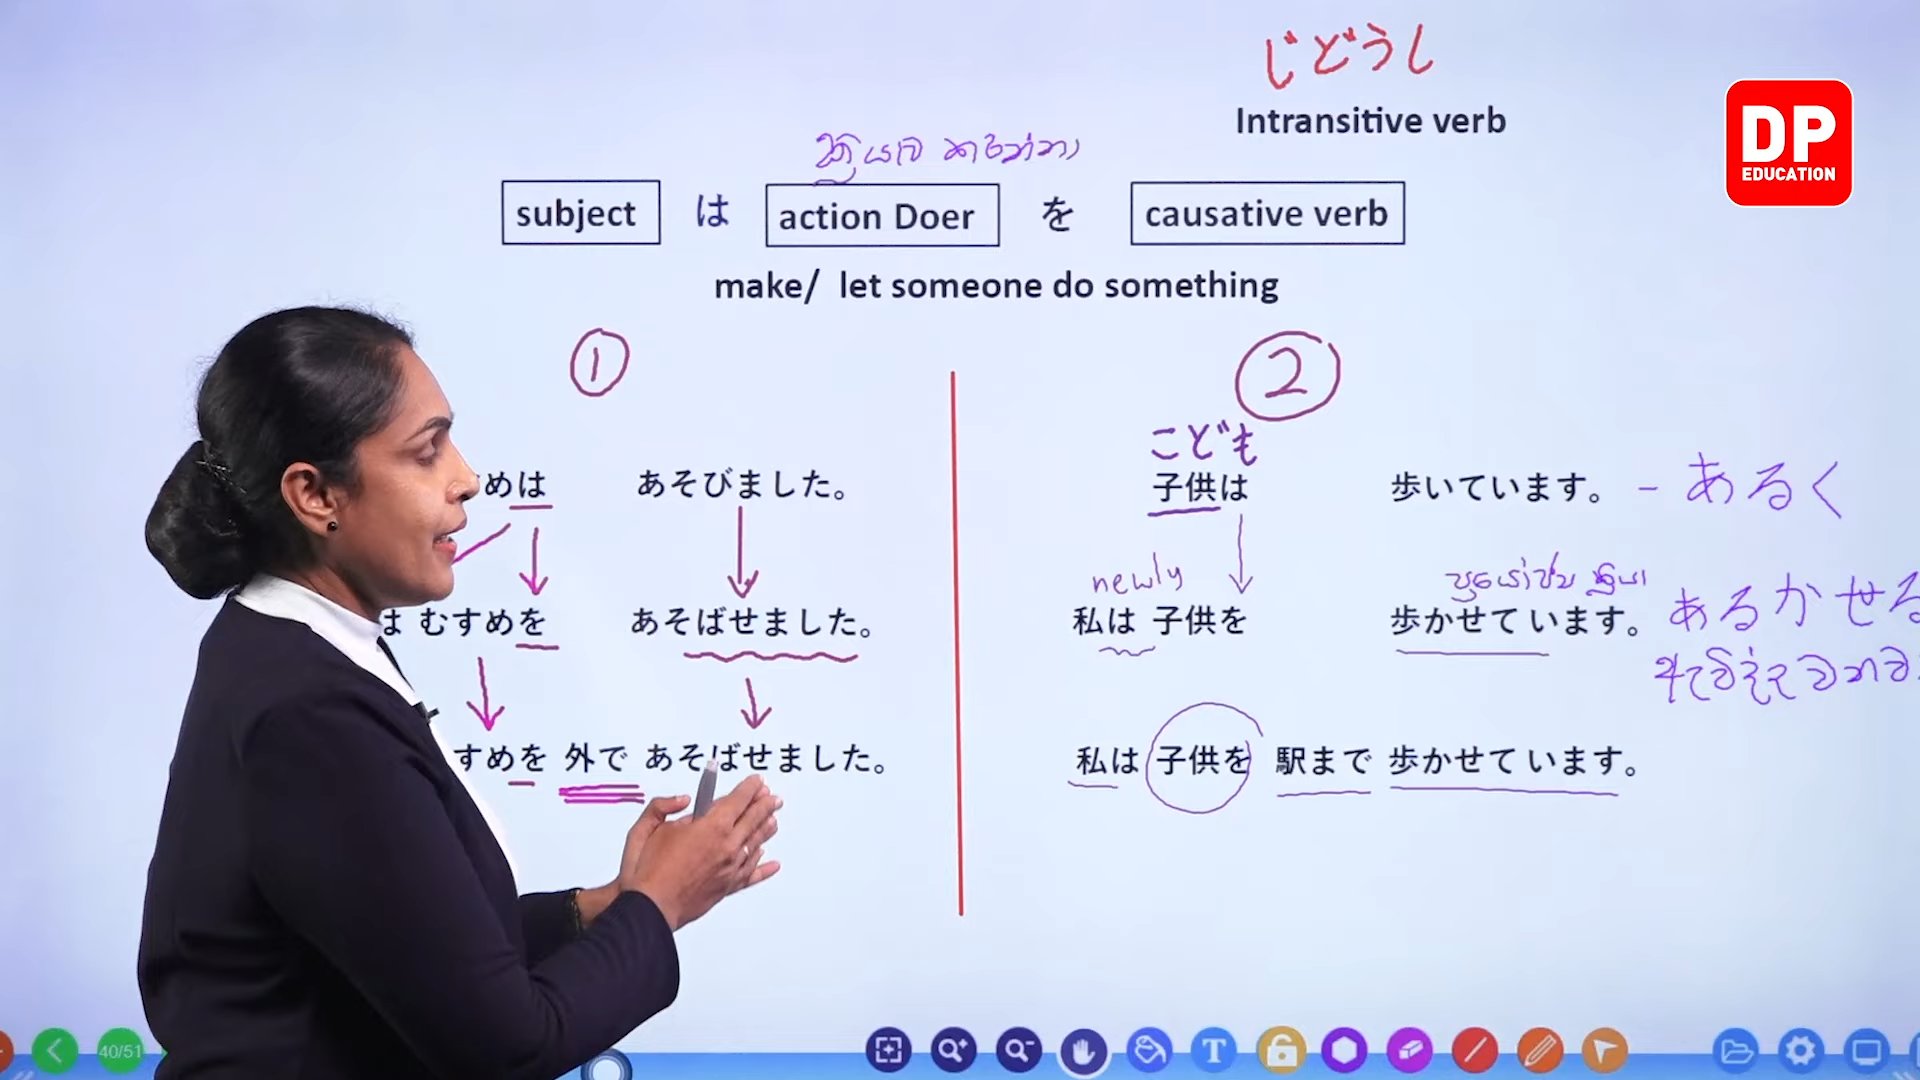 じどうし
Intransitive verb
DP
EDUCATION
ක්‍රියාව කරන්නා
subject は action Doer を causative verb
make/ let someone do something
1
2
こども
めは あそびました。
子供は 歩いています。 - あるく
newly
ප්‍රයෝජ්‍ය ක්‍රියා
は むすめを あそばせました。
私は 子供を 歩かせています。 あるかせる
すめを 外で あそばせました。
私は 子供を 駅まで 歩かせています。
40/51
T